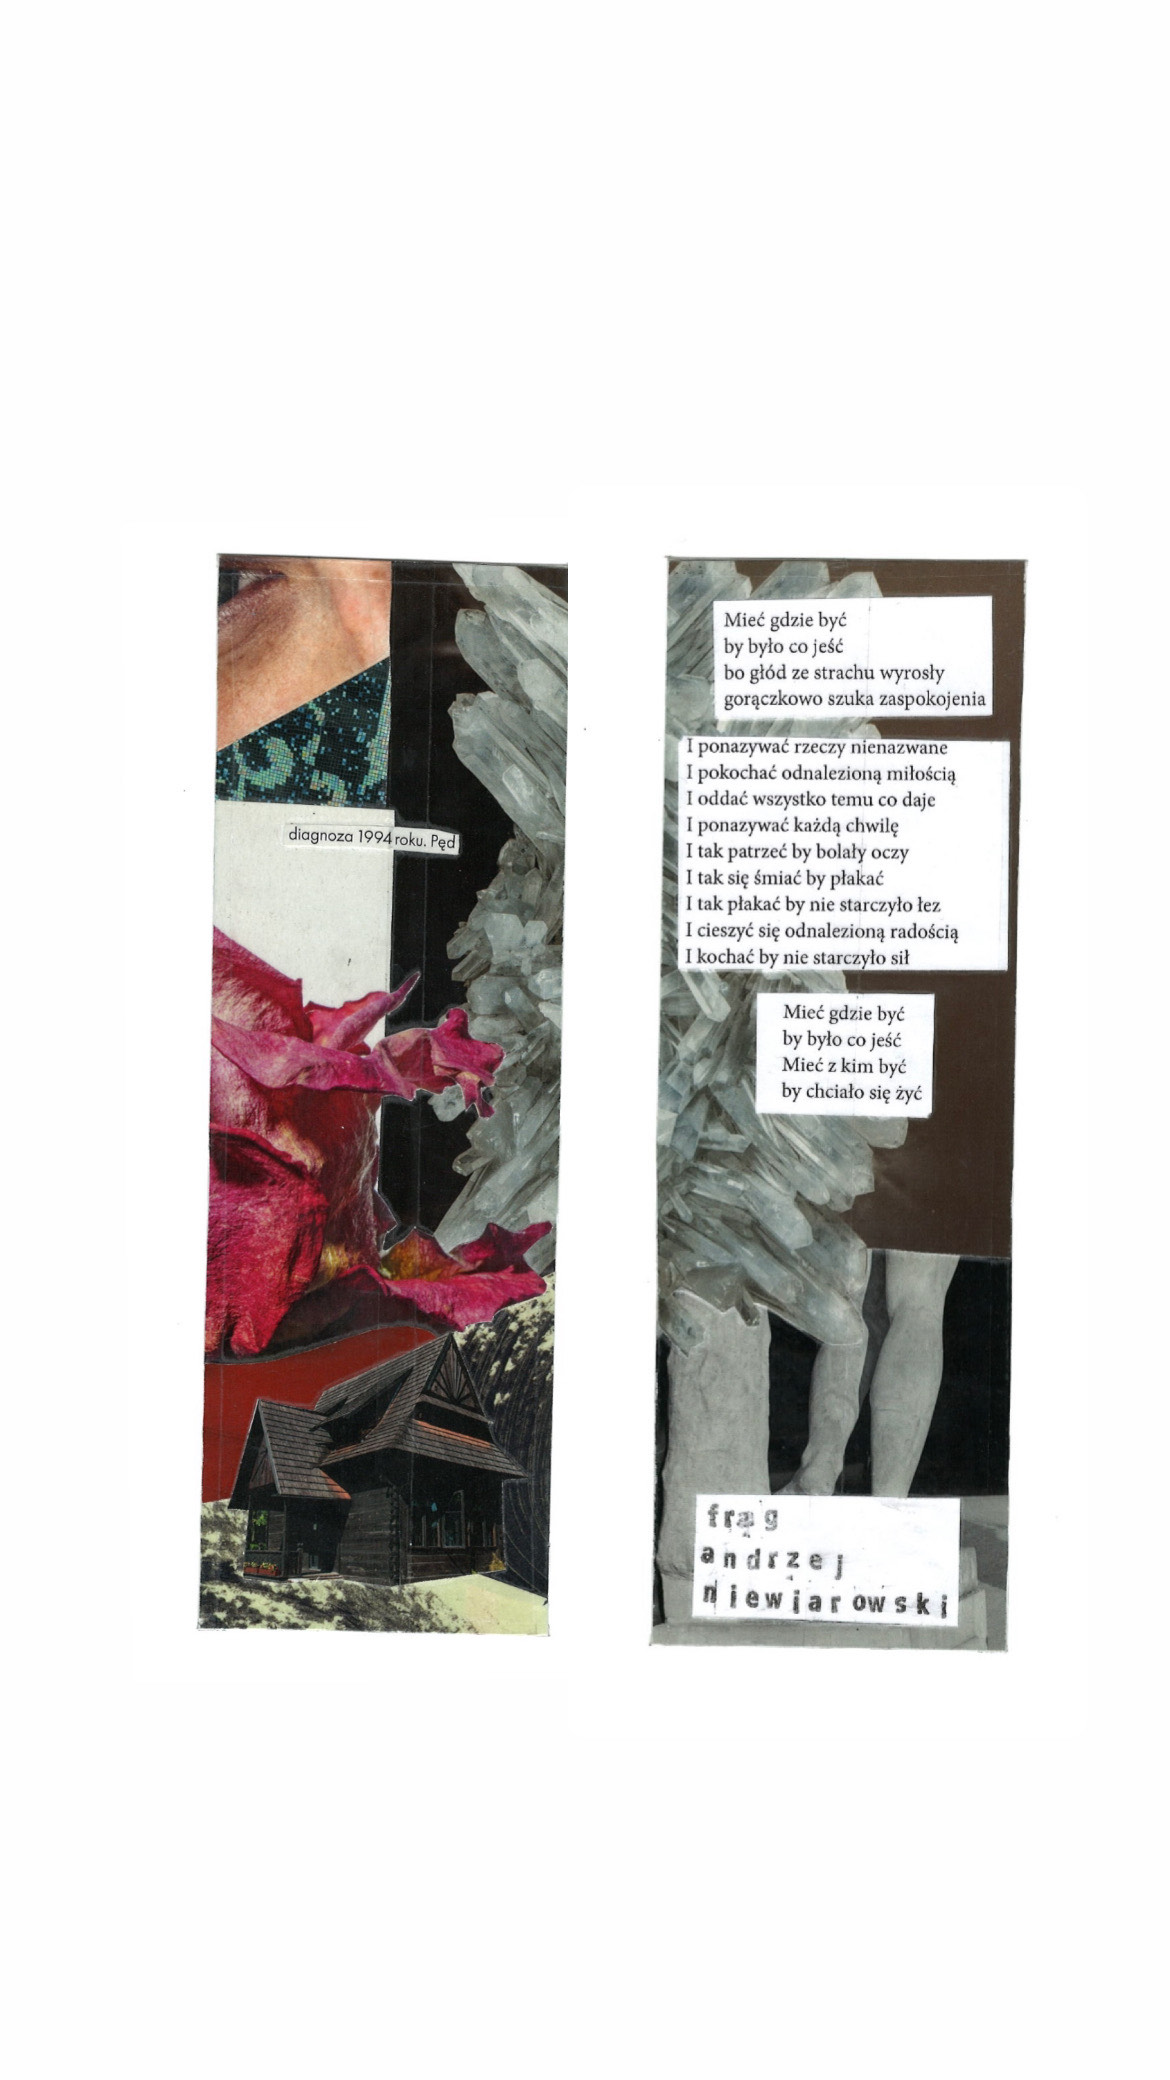 diagnoza 1994 roku. Pęd
Mieć gdzie być
by było co jeść
bo głód ze strachu wyrosły
gorączkowo szuka zaspokojenia
I ponazywać rzeczy nienazwane
I pokochać odnalezioną miłością
I oddać wszystko temu co daje
I ponazywać każdą chwilę
I tak patrzeć by bolały oczy
I tak się śmiać by płakać
I tak płakać by nie starczyło łez
I cieszyć się odnalezioną radością
I kochać by nie starczyło sił
Mieć gdzie być
by było co jeść
Mieć z kim być
by chciało się żyć
frąg
andrzej
niewiarowski